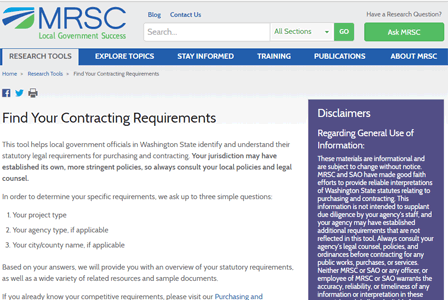 MRSC
Local Government Success
Blog Contact Us
Have a Research Question?
Search... All Sections GO
Ask MRSC
RESEARCH TOOLS EXPLORE TOPICS STAY INFORMED TRAINING PUBLICATIONS ABOUT MRSC
Home > Research Tools > Find Your Contracting Requirements
Find Your Contracting Requirements
This tool helps local government officials in Washington State identify and understand their
statutory legal requirements for purchasing and contracting. Your jurisdiction may have
established its own, more stringent policies, so always consult your local policies and legal
counsel.
In order to determine your specific requirements, we ask up to three simple questions:
1. Your project type
2. Your agency type, if applicable
3. Your city/county name, if applicable
Based on your answers, we will provide you with an overview of your statutory requirements,
as well as a wide variety of related resources and sample documents.
If you already know your competitive requirements, please visit our Purchasing and
Disclaimers
Regarding General Use of
Information:
These materials are informational and
are subject to change without notice.
MRSC and SAO have made good faith
efforts to provide reliable interpretations
of Washington State statutes relating to
purchasing and contracting. This
information is not intended to supplant
due diligence by your agency's staff, and
your agency may have established
additional requirements that are not
reflected in this tool. Always consult your
agency's legal counsel, policies, and
ordinances before contracting for any
public works, purchases, or services.
Neither MRSC or SAO or any officer, or
employee of MRSC or SAO warrants the
accuracy, reliability, or timeliness of any
information or interpretation in these